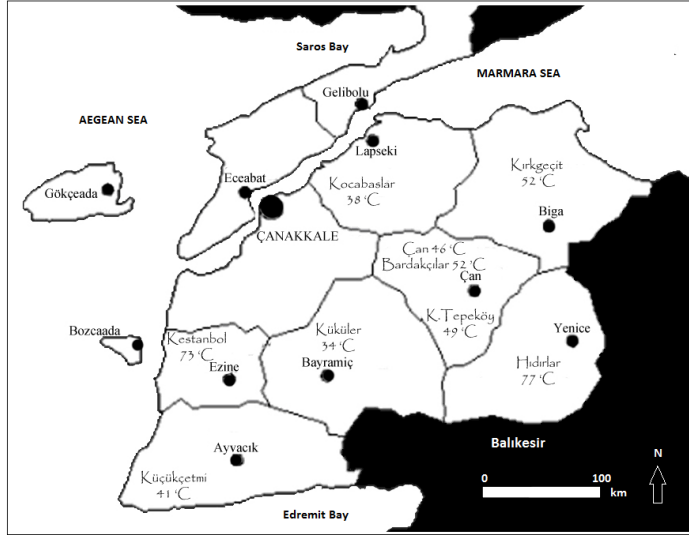 Saros Bay
MARMARA SEA
Gelibolu
AEGEAN SEA
Lapseki
Kırkgeçit
52 °C
Eceabat
Kocabaşlar
38 °C
Gökçeada
Biga
ÇANAKKALE
Çan 46 °C
Bardakçılar 52 °C
Çan
K.Tepeköy
49 °C
Bozcaada
Kestanbol
73 °C
Ezine
Küküler
34 °C
Bayramiç
Yenice
Hıdırlar
77 °C
Balıkesir
Ayvacık
Küçükçetmi
41 °C
N
0 100
km
Edremit Bay